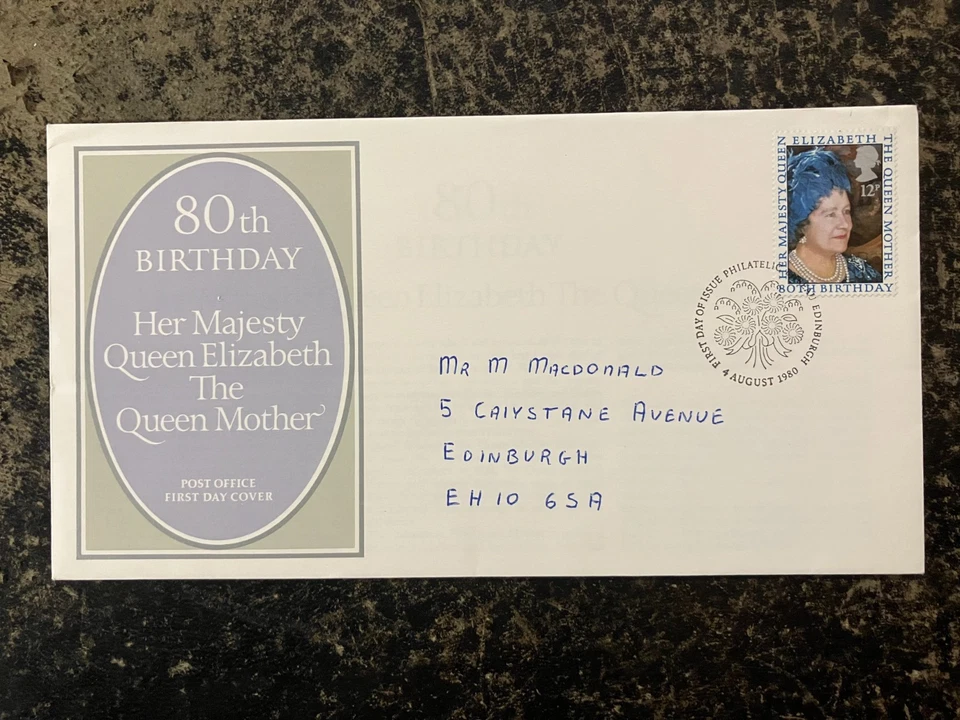 80th
BIRTHDAY
Her Majesty
Queen Elizabeth
The
Queen Mother
POST OFFICE
FIRST DAY COVER
HER MAJESTY QUEEN
ELIZABETH
THE QUEEN MOTHER
80TH BIRTHDAY
12P
FIRST DAY OF ISSUE PHILATELIC
EDINBURGH
4 AUGUST 1980
MR M MACDONALD
5 CAIYSTANE AVENUE
EDINBURGH
EH10 6SA